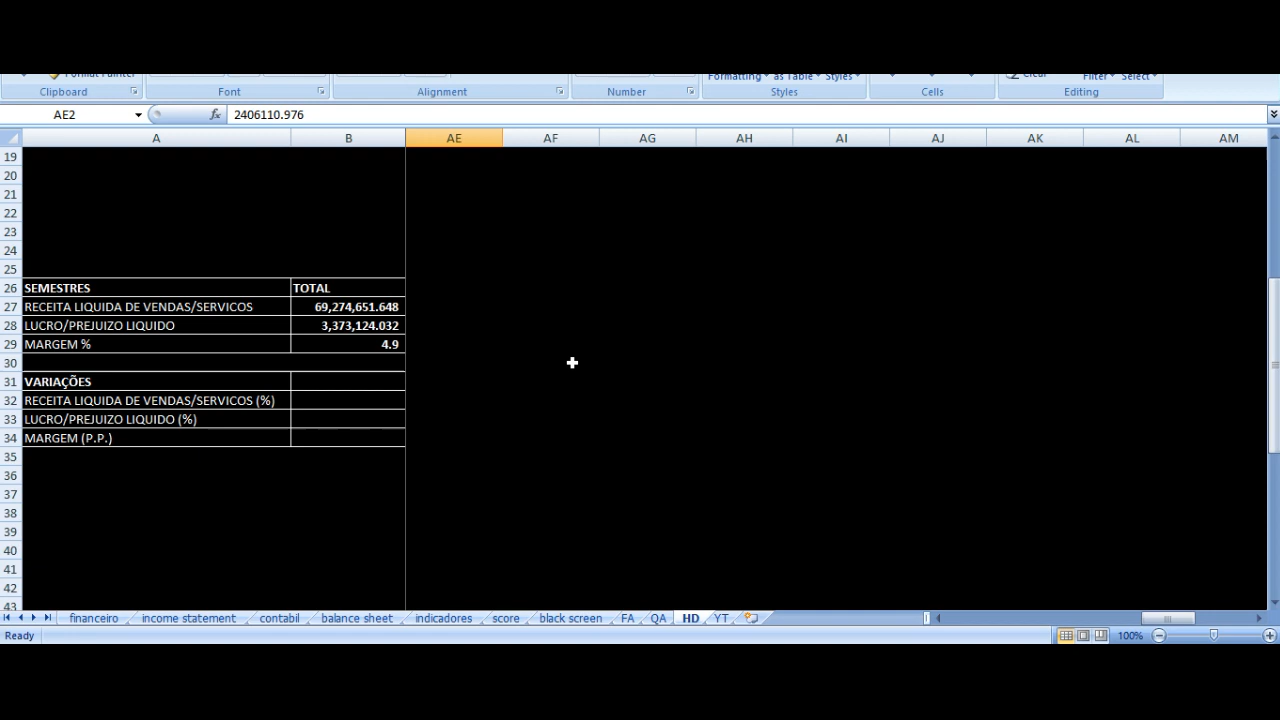 Format Painter
Formatting as Table Styles Clear Filter Select
Clipboard Font Alignment Number Styles Cells Editing
AE2 fx 2406110.976
A B AE AF AG AH AI AJ AK AL AM
19
20
21
22
23
24
25
26 SEMESTRES TOTAL
27 RECEITA LIQUIDA DE VENDAS/SERVICOS 69,274,651.648
28 LUCRO/PREJUIZO LIQUIDO 3,373,124.032
29 MARGEM % 4.9
30
31 VARIAÇÕES
32 RECEITA LIQUIDA DE VENDAS/SERVICOS (%)
33 LUCRO/PREJUIZO LIQUIDO (%)
34 MARGEM (P.P.)
35
36
37
38
39
40
41
42
43
financeiro income statement contabil balance sheet indicadores score black screen FA QA HD YT
Ready 100%